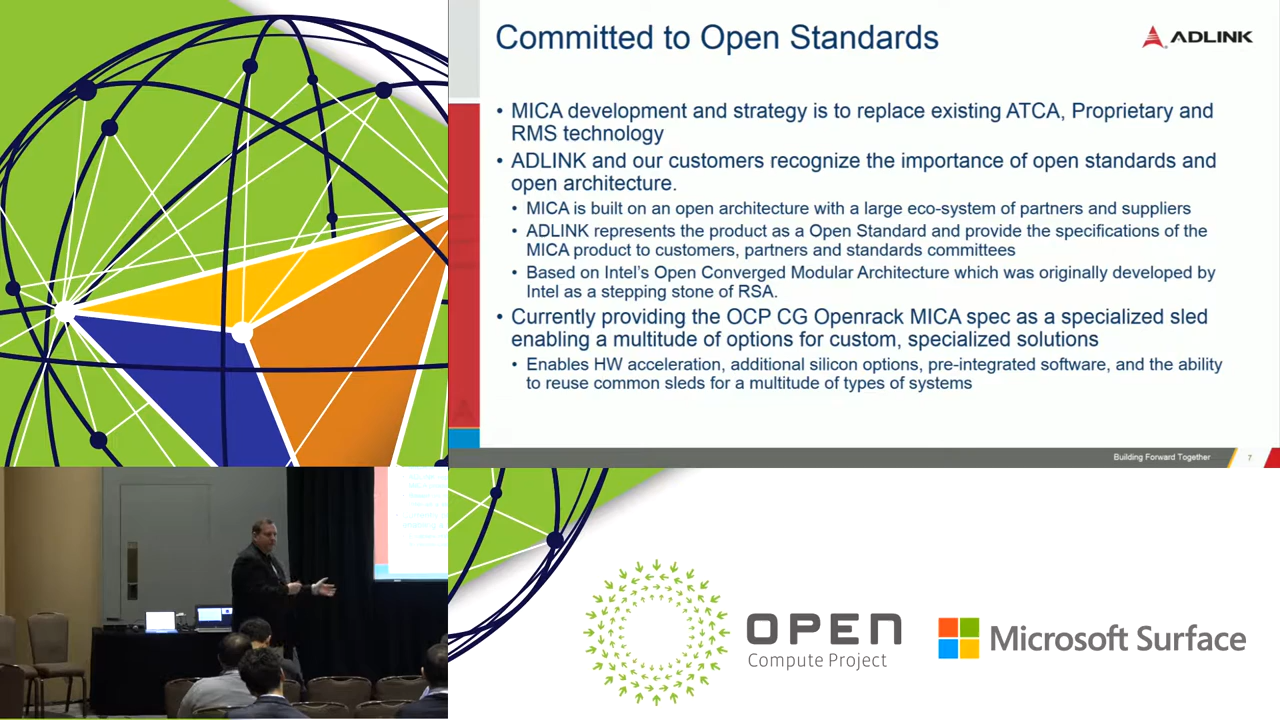 Committed to Open Standards
ADLINK
• MICA development and strategy is to replace existing ATCA, Proprietary and
RMS technology
• ADLINK and our customers recognize the importance of open standards and
open architecture.
• MICA is built on an open architecture with a large eco-system of partners and suppliers
• ADLINK represents the product as a Open Standard and provide the specifications of the
MICA product to customers, partners and standards committees
• Based on Intel's Open Converged Modular Architecture which was originally developed by
Intel as a stepping stone of RSA.
• Currently providing the OCP CG Openrack MICA spec as a specialized sled
enabling a multitude of options for custom, specialized solutions
• Enables HW acceleration, additional silicon options, pre-integrated software, and the ability
to reuse common sleds for a multitude of types of systems
Building Forward Together
7
OPEN
Compute Project
Microsoft Surface